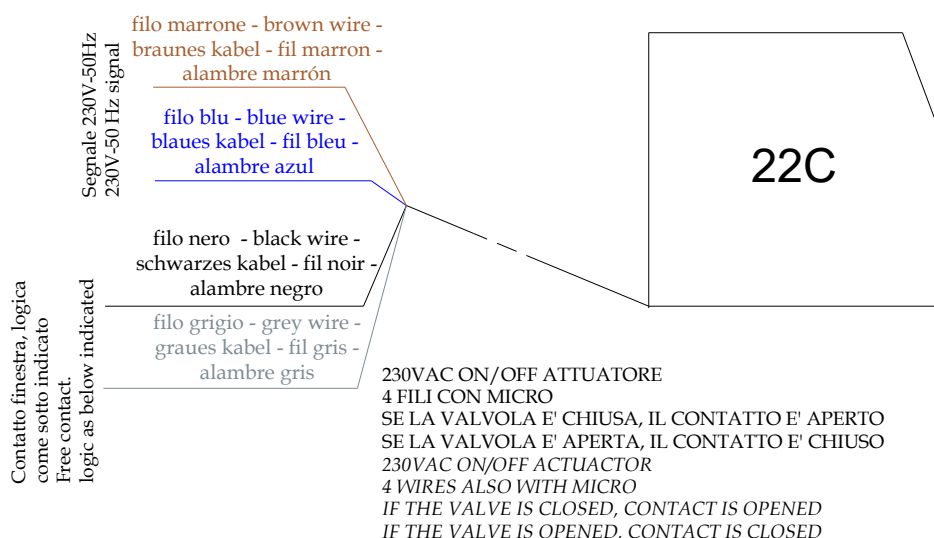 Segnale 230V-50Hz
230V-50 Hz signal
filo marrone - brown wire -
braunes kabel - fil marron -
alambre marrón
filo blu - blue wire -
blaues kabel - fil bleu -
alambre azul
22C
Contatto finestra, logica
come sotto indicato
Free contact.
logic as below indicated
filo nero - black wire -
schwarzes kabel - fil noir -
alambre negro
filo grigio - grey wire -
graues kabel - fil gris -
alambre gris
230VAC ON/OFF ATTUATORE
4 FILI CON MICRO
SE LA VALVOLA E' CHIUSA, IL CONTATTO E' APERTO
SE LA VALVOLA E' APERTA, IL CONTATTO E' CHIUSO
230VAC ON/OFF ACTUACTOR
4 WIRES ALSO WITH MICRO
IF THE VALVE IS CLOSED, CONTACT IS OPENED
IF THE VALVE IS OPENED, CONTACT IS CLOSED